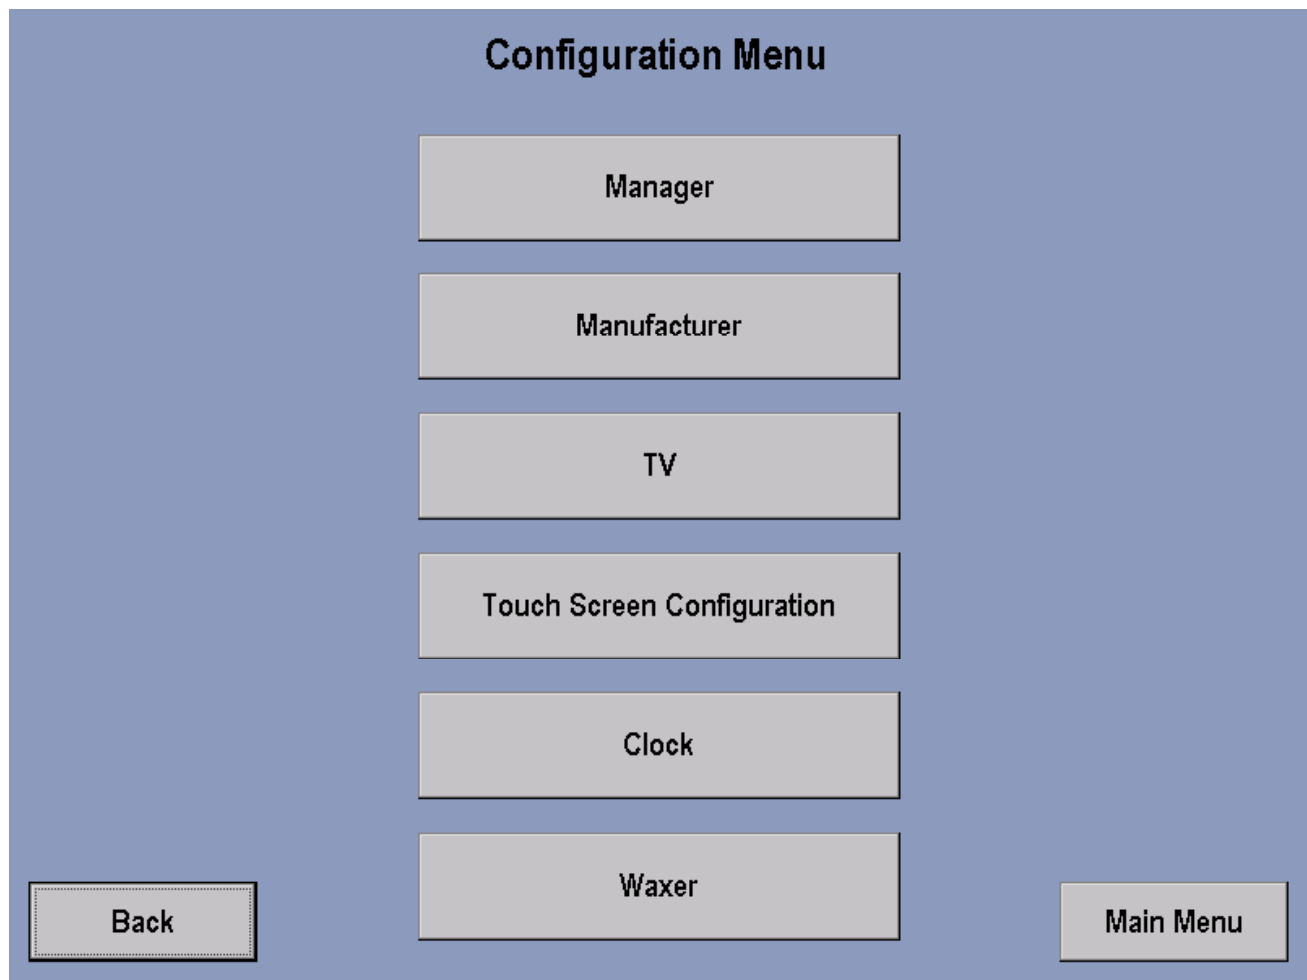 Configuration Menu
Manager
Manufacturer
TV
Touch Screen Configuration
Clock
Waxer
Back
Main Menu